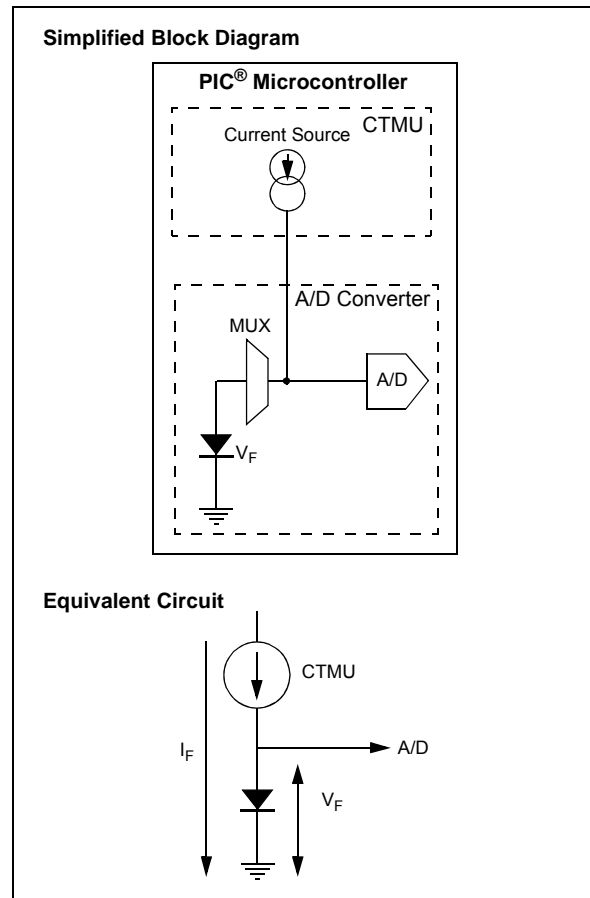 Simplified Block Diagram
PIC® Microcontroller
CTMU
Current Source
A/D Converter
MUX
A/D
VF
Equivalent Circuit
CTMU
IF
A/D
VF